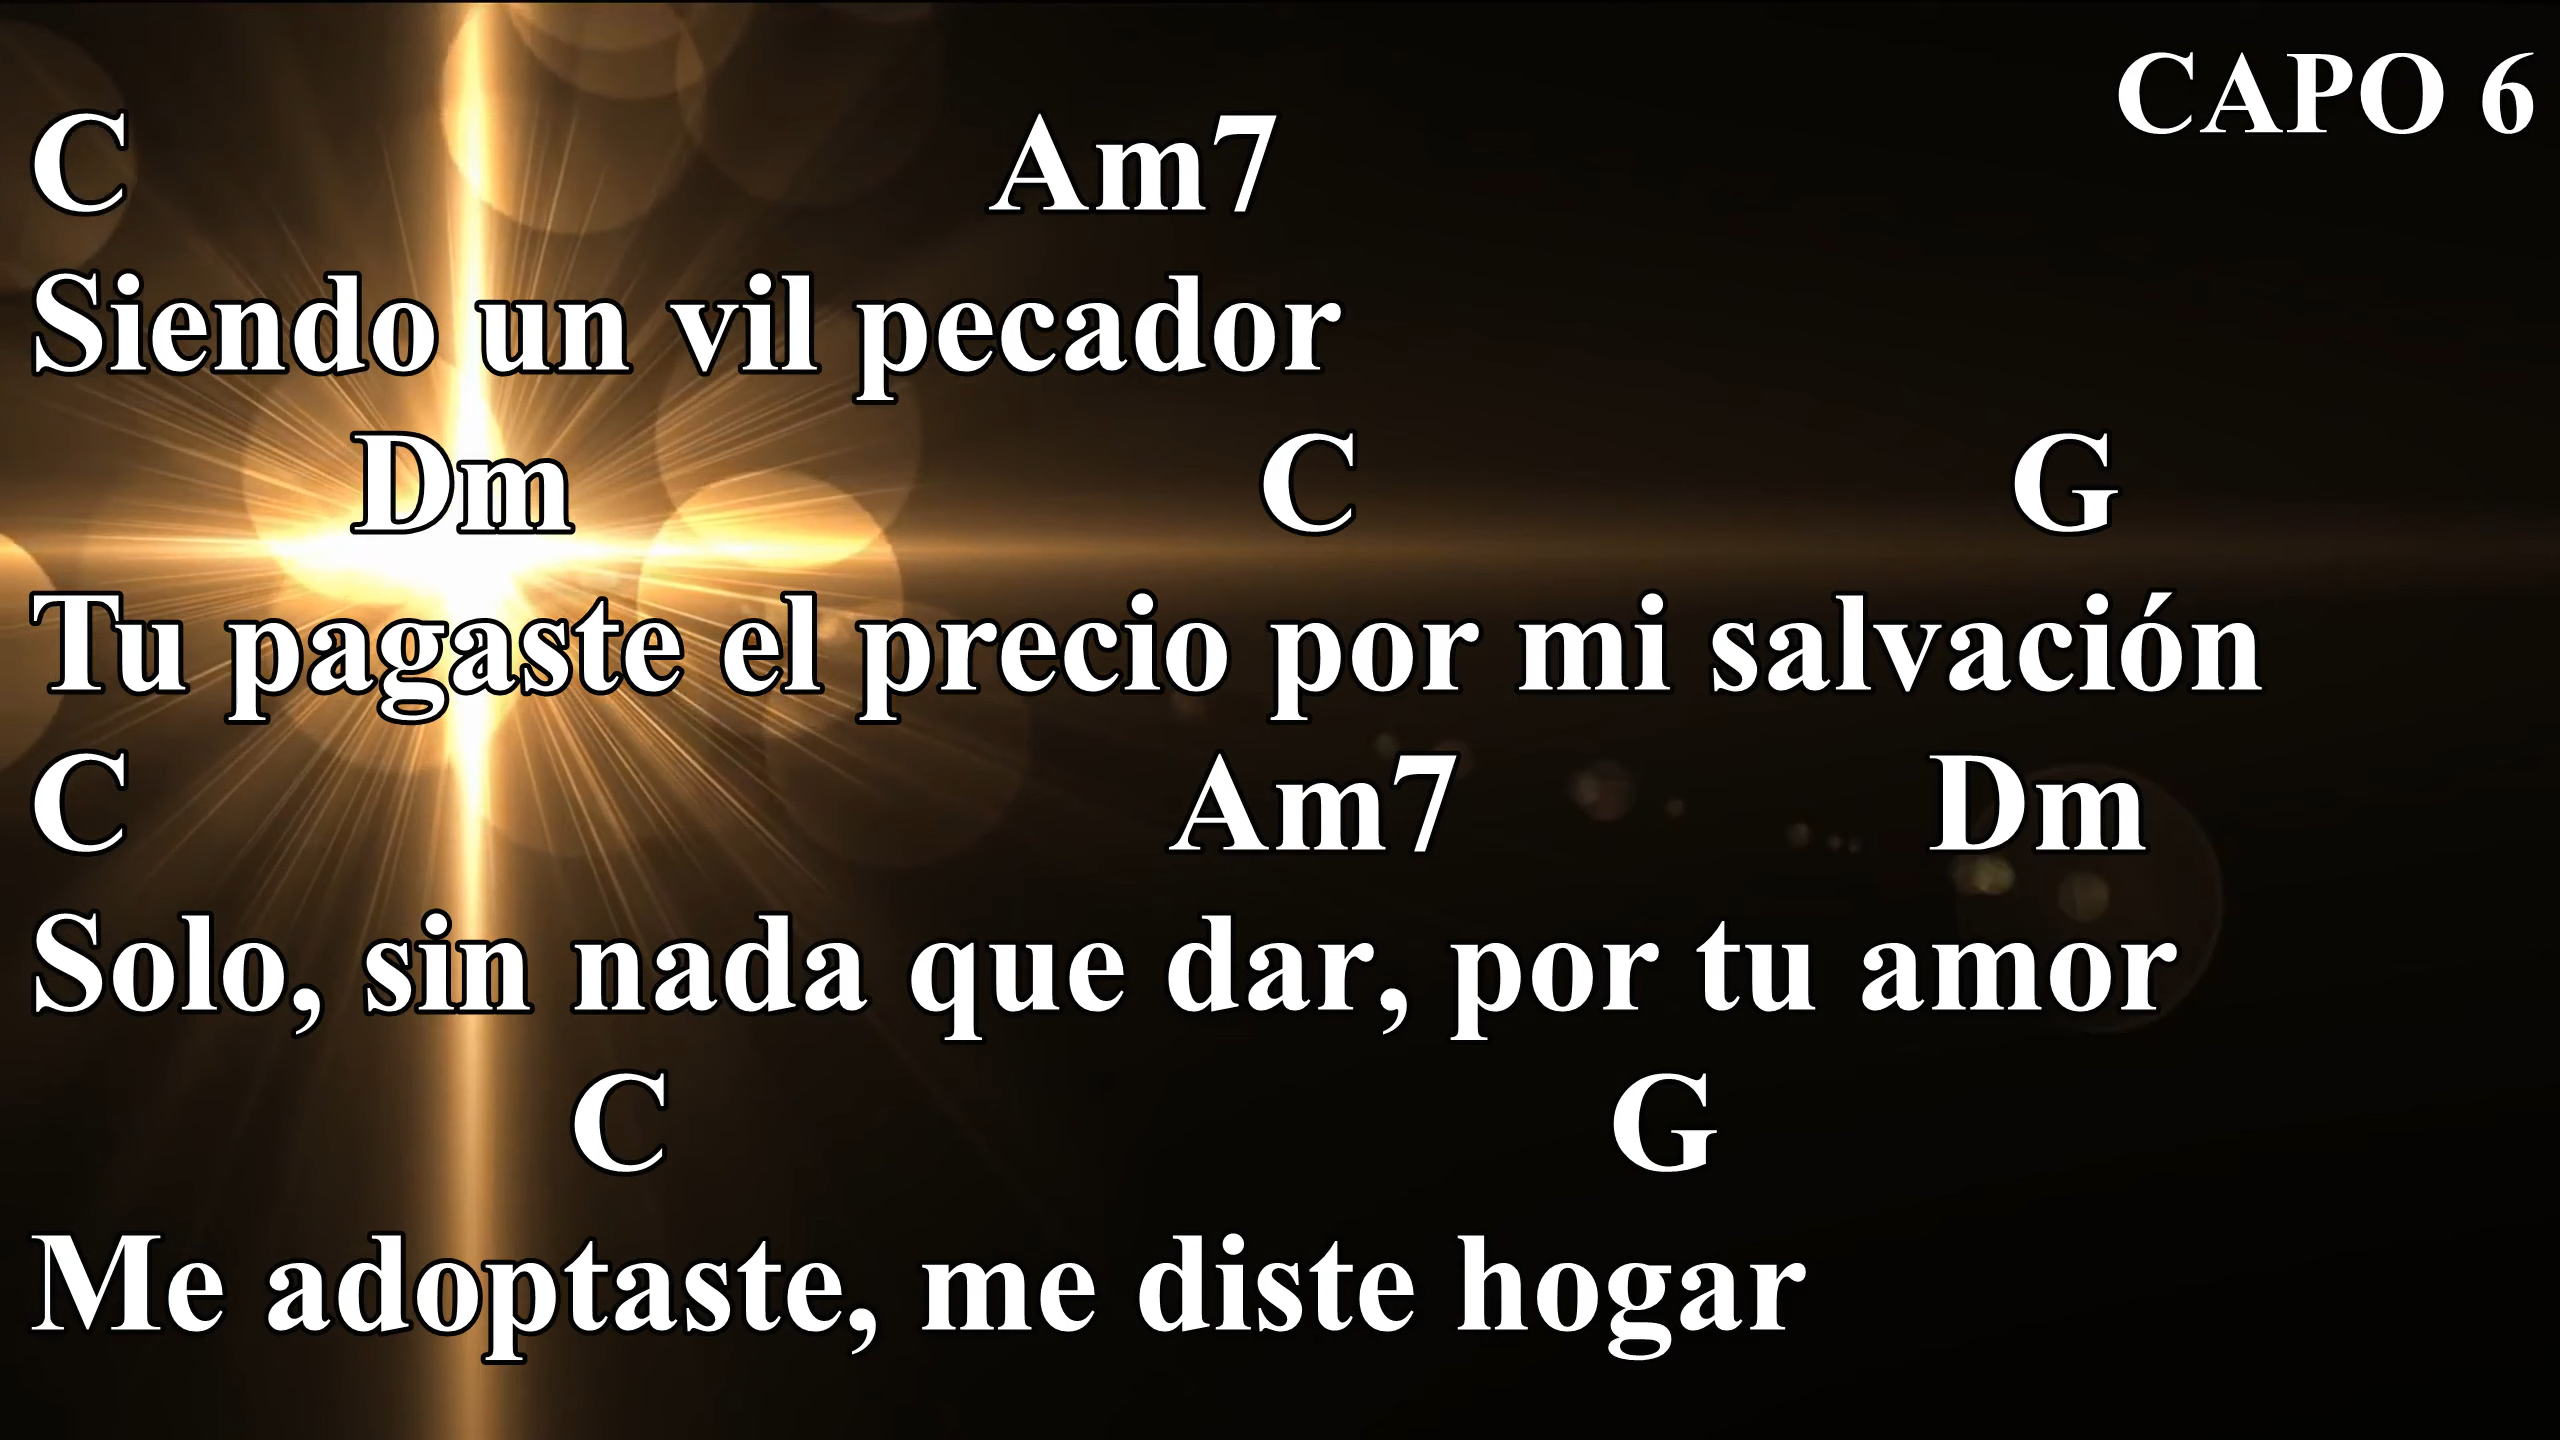 CAPO 6
C Am7
Siendo un vil pecador
Dm C G
Tu pagaste el precio por mi salvación
C Am7 Dm
Solo, sin nada que dar, por tu amor
C G
Me adoptaste, me diste hogar